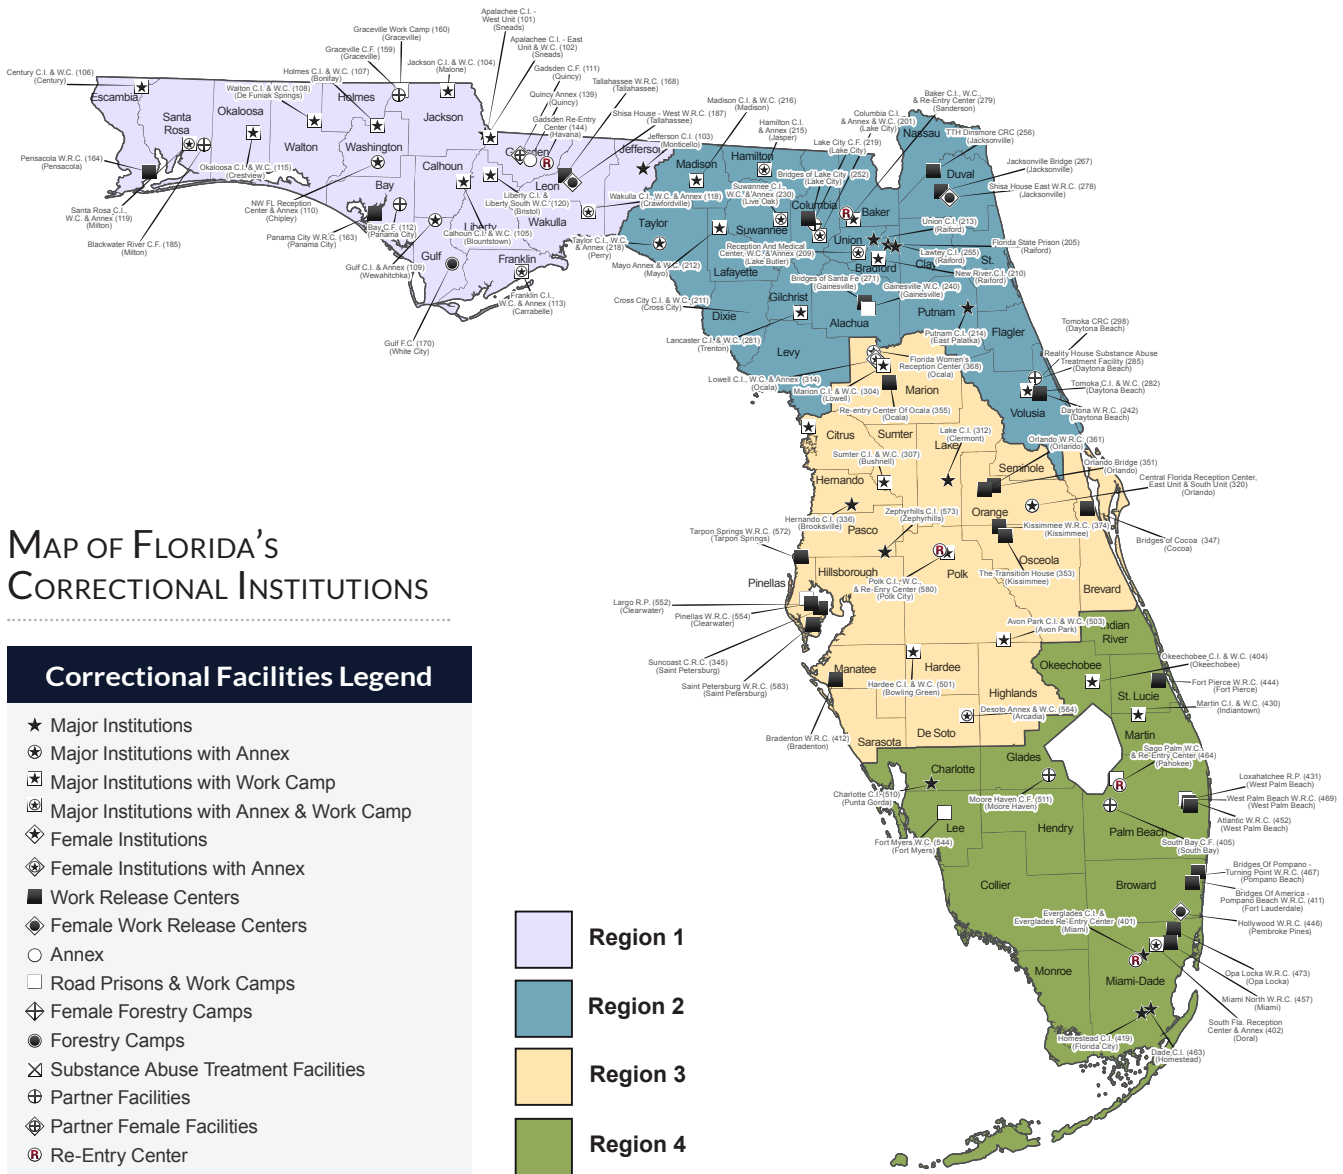 Graceville Work Camp (160)
(Graceville)
Graceville C.F. (159)
(Graceville)
Apalachee C.I. -
West Unit (101)
(Sneads)
Apalachee C.I. - East
Unit & W.C. (102)
(Sneads)
Century C.I. & W.C. (106)
(Century)
Holmes C.I. & W.C. (107)
(Bonifay)
Jackson C.I. & W.C. (104)
(Malone)
Gadsden C.F. (111)
(Quincy)
Walton C.I. & W.C. (108)
(De Funiak Springs)
Quincy Annex (139)
(Quincy)
Tallahassee W.R.C. (168)
(Tallahassee)
Gadsden Re-Entry
Center (144)
(Havana)
Shisa House - West W.R.C. (187)
(Tallahassee)
Jefferson C.I. (103)
(Monticello)
Escambia
Santa
Rosa
Okaloosa
Walton
Holmes
Washington
Jackson
Calhoun
Bay
Gulf
Liberty
Franklin
Leon
Wakulla
Jefferson
Pensacola W.R.C. (164)
(Pensacola)
Okaloosa C.I. & W.C. (115)
(Crestview)
Santa Rosa C.I.,
W.C. & Annex (119)
(Milton)
Blackwater River C.F. (185)
(Milton)
NW FL Reception
Center & Annex (110)
(Chipley)
Panama City W.R.C. (163)
(Panama City)
Bay C.F. (112)
(Panama City)
Calhoun C.I. & W.C. (105)
(Blountstown)
Liberty C.I. &
Liberty South W.C. (120)
(Bristol)
Wakulla C.I., W.C. & Annex (118)
(Crawfordville)
Gulf C.I. & Annex (109)
(Wewahitchka)
Franklin C.I.,
W.C. & Annex (113)
(Carrabelle)
Gulf F.C. (170)
(White City)
Madison C.I. & W.C. (216)
(Madison)
Hamilton C.I.
& Annex (215)
(Jasper)
Columbia C.I.
Annex & W.C. (201)
(Lake City)
Baker C.I., W.C.,
& Re-Entry Center (279)
(Sanderson)
Lake City C.F. (219)
(Lake City)
Bridges of Lake City (252)
(Lake City)
TTH Dinsmore CRC (256)
(Jacksonville)
Jacksonville Bridge (267)
(Jacksonville)
Shisa House East W.R.C. (278)
(Jacksonville)
Suwannee C.I.,
W.C. & Annex (230)
(Live Oak)
Union C.I. (213)
(Raiford)
Florida State Prison (205)
(Raiford)
Lawtey C.I. (255)
(Raiford)
New River C.I. (210)
(Raiford)
Taylor C.I., W.C.
& Annex (218)
(Perry)
Mayo Annex & W.C. (212)
(Mayo)
Reception And Medical
Center, W.C. & Annex (209)
(Lake Butler)
Bridges of Santa Fe (271)
(Gainesville)
Gainesville W.C. (240)
(Gainesville)
Cross City C.I. & W.C. (211)
(Cross City)
Lancaster C.I. & W.C. (281)
(Trenton)
Putnam C.I. (214)
(East Palatka)
Madison
Hamilton
Taylor
Suwannee
Lafayette
Columbia
Baker
Nassau
Duval
Union
Bradford
Clay
St.
Gilchrist
Dixie
Alachua
Putnam
Flagler
Levy
Volusia
Tomoka CRC (298)
(Daytona Beach)
Reality House Substance Abuse
Treatment Facility (285)
(Daytona Beach)
Tomoka C.I. & W.C. (282)
(Daytona Beach)
Daytona W.R.C. (242)
(Daytona Beach)
Florida Women's
Reception Center (368)
(Ocala)
Lowell C.I., W.C. & Annex (314)
(Ocala)
Marion C.I. & W.C. (304)
(Lowell)
Re-entry Center Of Ocala (355)
(Ocala)
Lake C.I. (312)
(Clermont)
Sumter C.I. & W.C. (307)
(Bushnell)
Orlando W.R.C. (361)
(Orlando)
Orlando Bridge (351)
(Orlando)
Central Florida Reception Center,
East Unit & South Unit (320)
(Orlando)
Hernando C.I. (336)
(Brooksville)
Zephyrhills C.I. (573)
(Zephyrhills)
Kissimmee W.R.C. (374)
(Kissimmee)
Bridges of Cocoa (347)
(Cocoa)
Tarpon Springs W.R.C. (572)
(Tarpon Springs)
Polk C.I., W.C.,
& Re-Enry Center (580)
(Polk City)
The Transition House (353)
(Kissimmee)
Largo R.P. (552)
(Clearwater)
Pinellas W.R.C. (554)
(Clearwater)
Suncoast C.R.C. (345)
(Saint Petersburg)
Saint Petersburg W.R.C. (583)
(Saint Petersburg)
Avon Park C.I. & W.C. (503)
(Avon Park)
Hardee C.I. & W.C. (501)
(Bowling Green)
Desoto Annex & W.C. (564)
(Arcadia)
Bradenton W.R.C. (412)
(Bradenton)
Marion
Citrus
Sumter
Lake
Hernando
Seminole
Orange
Pasco
Hillsborough
Pinellas
Polk
Osceola
Brevard
Manatee
Hardee
Highlands
Sarasota
De Soto
Indian
River
Okeechobee
St. Lucie
Martin
Glades
Charlotte
Lee
Hendry
Palm Beach
Collier
Broward
Monroe
Miami-Dade
Okeechobee C.I. & W.C. (404)
(Okeechobee)
Fort Pierce W.R.C. (444)
(Fort Pierce)
Martin C.I. & W.C. (430)
(Indiantown)
Sago Palm W.C.
& Re-Entry Center (464)
(Pahokee)
Loxahatchee R.P. (431)
(West Palm Beach)
West Palm Beach W.R.C. (469)
(West Palm Beach)
Atlantic W.R.C. (452)
(West Palm Beach)
South Bay C.F. (405)
(South Bay)
Charlotte C.I. (510)
(Punta Gorda)
Moore Haven C.F. (511)
(Moore Haven)
Fort Myers W.C. (544)
(Fort Myers)
Bridges Of Pompano -
Turning Point W.R.C. (467)
(Pompano Beach)
Bridges Of America -
Pompano Beach W.R.C. (411)
(Fort Lauderdale)
Hollywood W.R.C. (446)
(Pembroke Pines)
Everglades C.I. &
Everglades Re-Entry Center (401)
(Miami)
Opa Locka W.R.C. (473)
(Opa Locka)
Miami North W.R.C. (457)
(Miami)
South Fla. Reception
Center & Annex (402)
(Doral)
Homestead C.I. (419)
(Florida City)
Dade C.I. (463)
(Homestead)
MAP OF FLORIDA'S
CORRECTIONAL INSTITUTIONS
Correctional Facilities Legend
Major Institutions
Major Institutions with Annex
Major Institutions with Work Camp
Major Institutions with Annex & Work Camp
Female Institutions
Female Institutions with Annex
Work Release Centers
Female Work Release Centers
Annex
Road Prisons & Work Camps
Female Forestry Camps
Forestry Camps
Substance Abuse Treatment Facilities
Partner Facilities
Partner Female Facilities
R Re-Entry Center
Region 1
Region 2
Region 3
Region 4